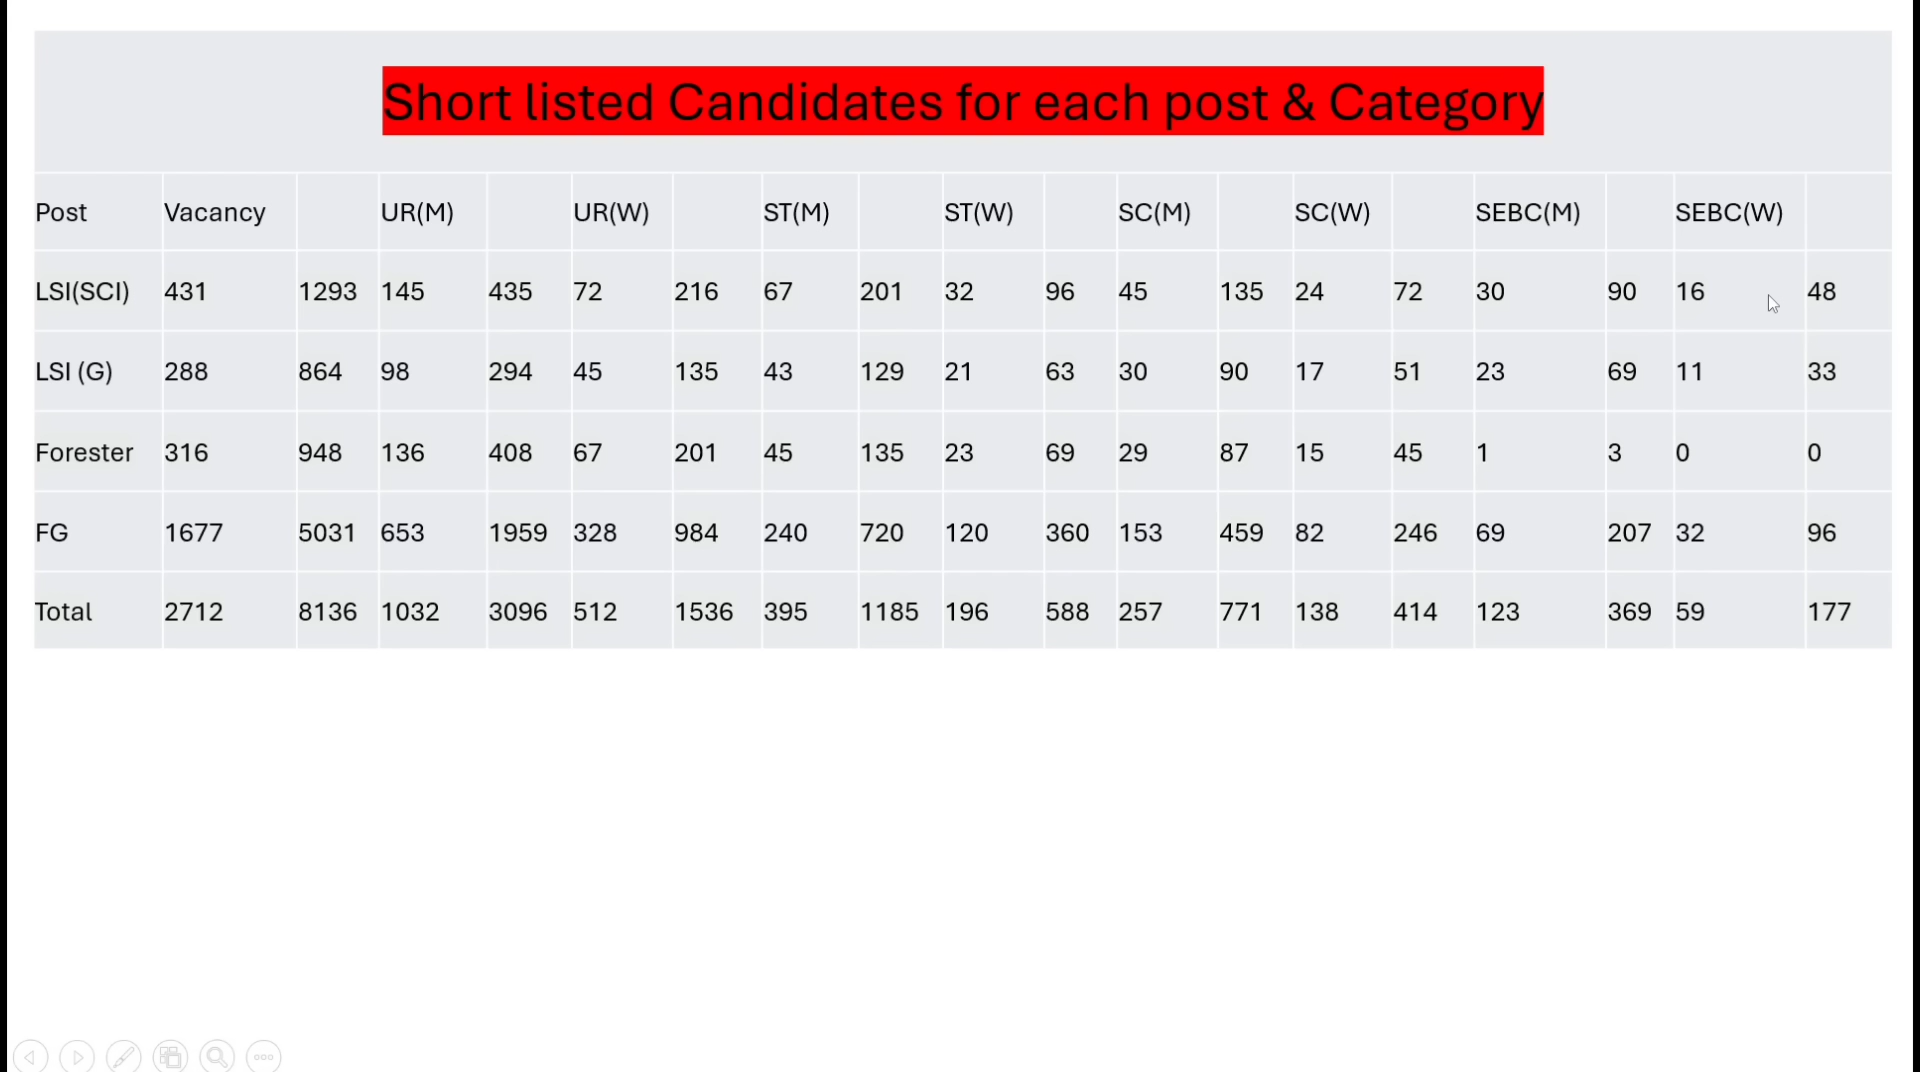 Short listed Candidates for each post & Category
Post Vacancy UR(M) UR(W) ST(M) ST(W) SC(M) SC(W) SEBC(M) SEBC(W)
LSI(SCI) 431 1293 145 435 72 216 67 201 32 96 45 135 24 72 30 90 16 48
LSI (G) 288 864 98 294 45 135 43 129 21 63 30 90 17 51 23 69 11 33
Forester 316 948 136 408 67 201 45 135 23 69 29 87 15 45 1 3 0 0
FG 1677 5031 653 1959 328 984 240 720 120 360 153 459 82 246 69 207 32 96
Total 2712 8136 1032 3096 512 1536 395 1185 196 588 257 771 138 414 123 369 59 177